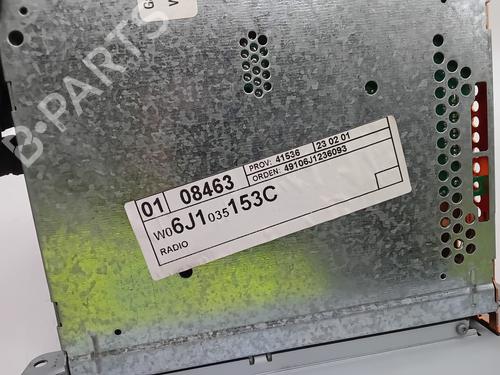 B-PARTS
01 08463 PROV: 41536 23 02 01
ORDEN: 49106J1236093
W06J1035153C
RADIO